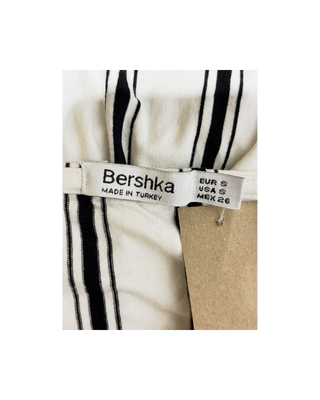 Bershka
MADE IN TURKEY
EUR S
USA S
MEX 26